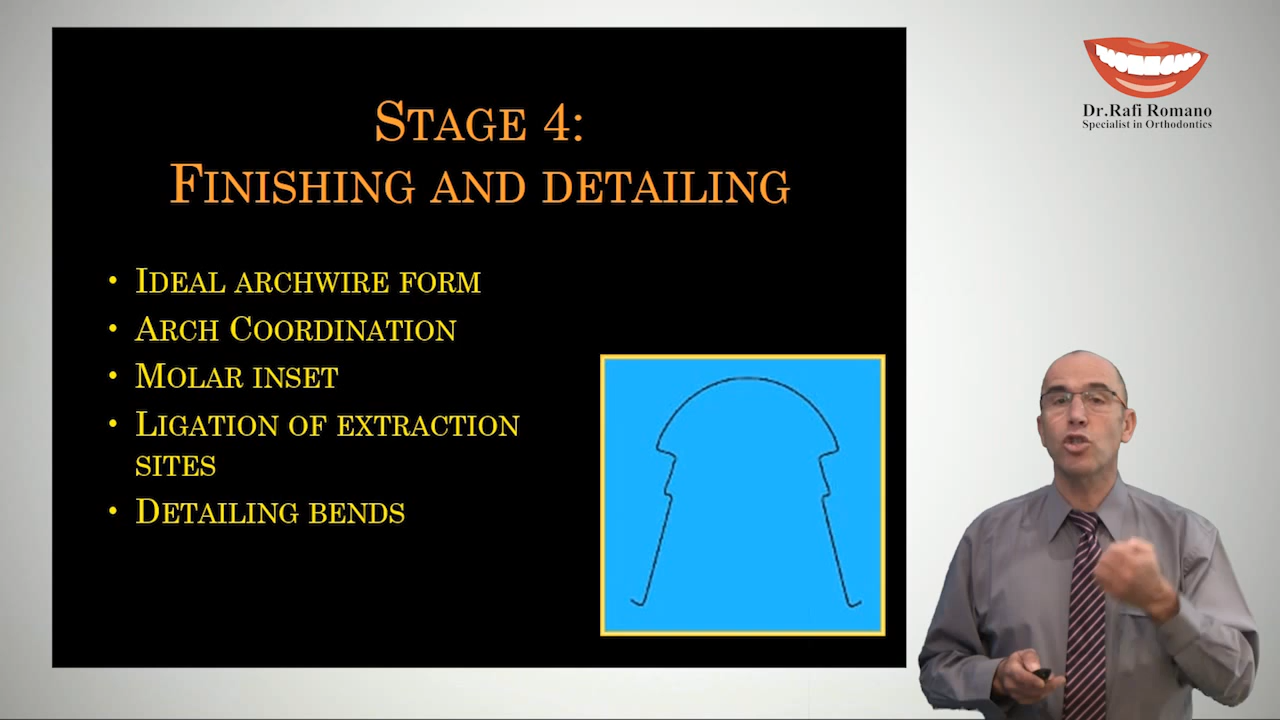 Stage 4:
Finishing and detailing
• Ideal archwire form
• Arch Coordination
• Molar inset
• Ligation of extraction
sites
• Detailing bends
Dr.Rafi Romano
Specialist in Orthodontics